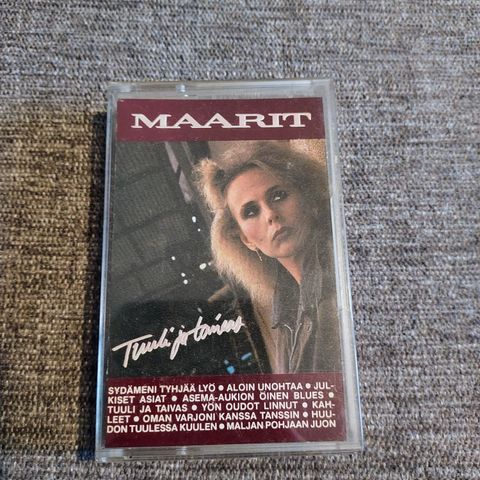 MAARIT
Tuuli ja taivas
SYDÄMENI TYHJÄÄ LYÖ • ALOIN UNOHTAA • JUL-
KISET ASIAT • ASEMA-AUKION ÖINEN BLUES •
TUULI JA TAIVAS • YÖN OUDOT LINNUT • KAH-
LEET • OMAN VARJONI KANSSA TANSSIN • HUU-
DON TUULESSA KUULEN • MALJAN POHJAAN JUON